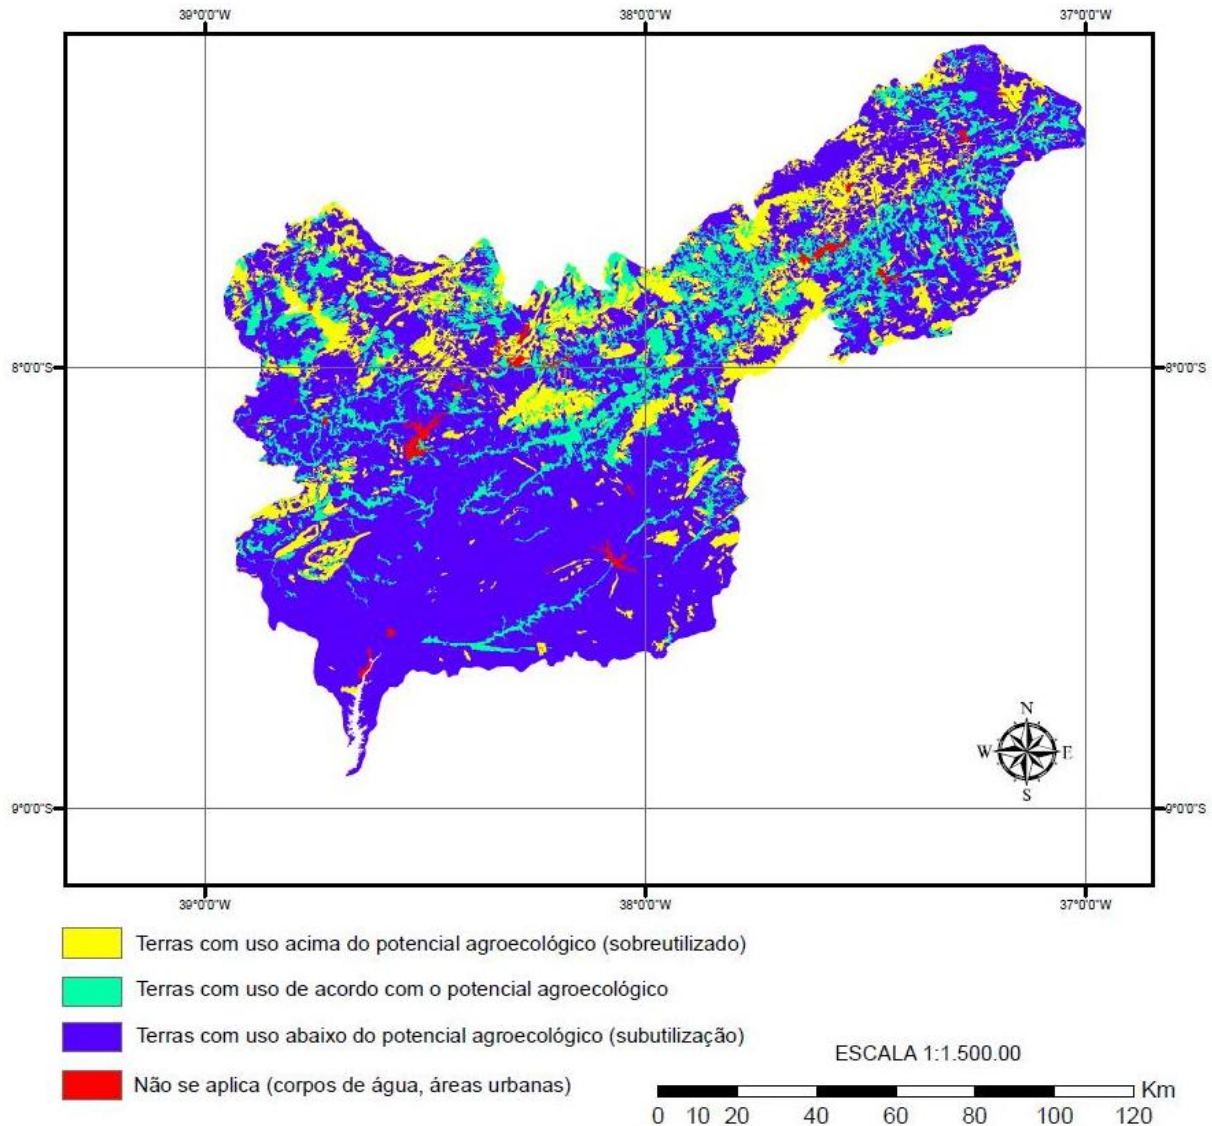 39°0'0"W 38°0'0"W 37°0'0"W
8°0'0"S 8°0'0"S
N
W E
S
9°0'0"S 9°0'0"S
39°0'0"W 38°0'0"W 37°0'0"W
Terras com uso acima do potencial agroecológico (sobreutilizado)
Terras com uso de acordo com o potencial agroecológico
Terras com uso abaixo do potencial agroecológico (subutilização)
ESCALA 1:1.500.00
Não se aplica (corpos de água, áreas urbanas)
Km
0 10 20 40 60 80 100 120